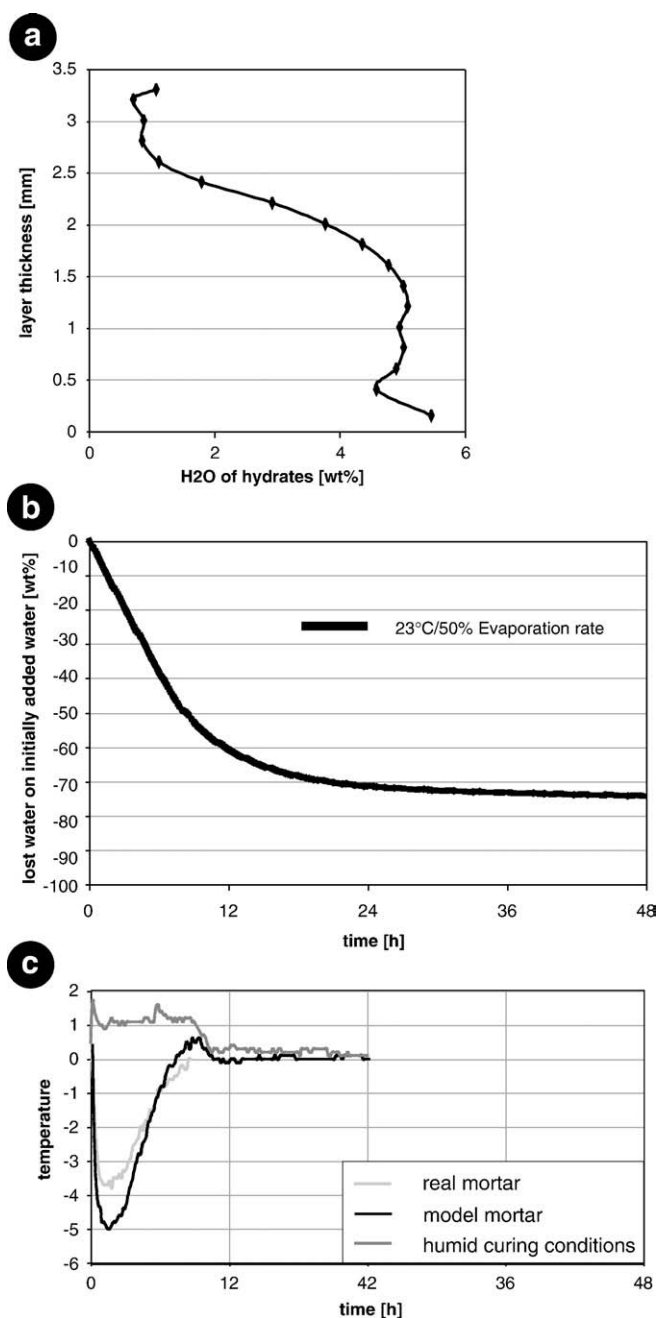 a
3.5
3
2.5
2
1.5
1
0.5
0
layer thickness [mm]
0 2 4 6
H2O of hydrates [wt%]
b
0
-10
-20
-30
-40
-50
-60
-70
-80
-90
-100
lost water on initially added water [wt%]
23°C/50% Evaporation rate
0 12 24 36 48
time [h]
c
2
1
0
-1
-2
-3
-4
-5
-6
temperature
real mortar
model mortar
humid curing conditions
0 12 42 36 48
time [h]